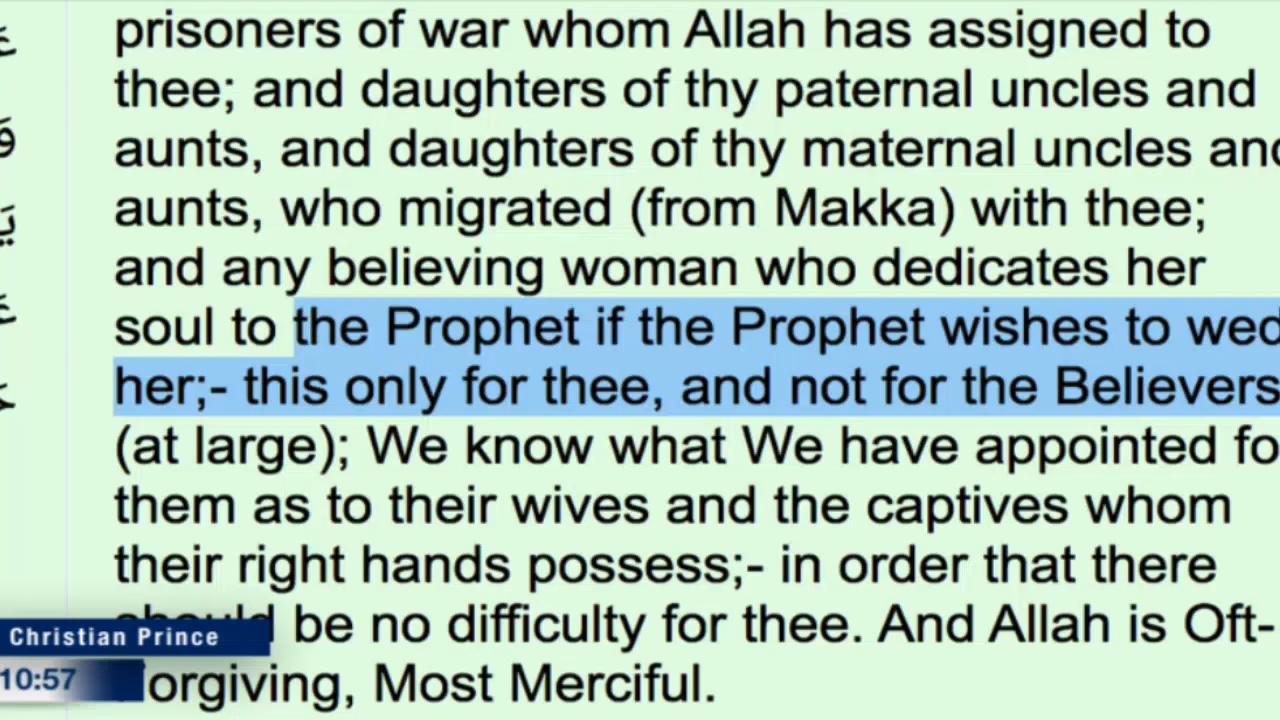 prisoners of war whom Allah has assigned to
thee; and daughters of thy paternal uncles and
aunts, and daughters of thy maternal uncles and
aunts, who migrated (from Makka) with thee;
and any believing woman who dedicates her
soul to the Prophet if the Prophet wishes to wed
her;- this only for thee, and not for the Believers
(at large); We know what We have appointed fo
them as to their wives and the captives whom
their right hands possess;- in order that there
should be no difficulty for thee. And Allah is Oft-
orgiving, Most Merciful.
Christian Prince
10:57